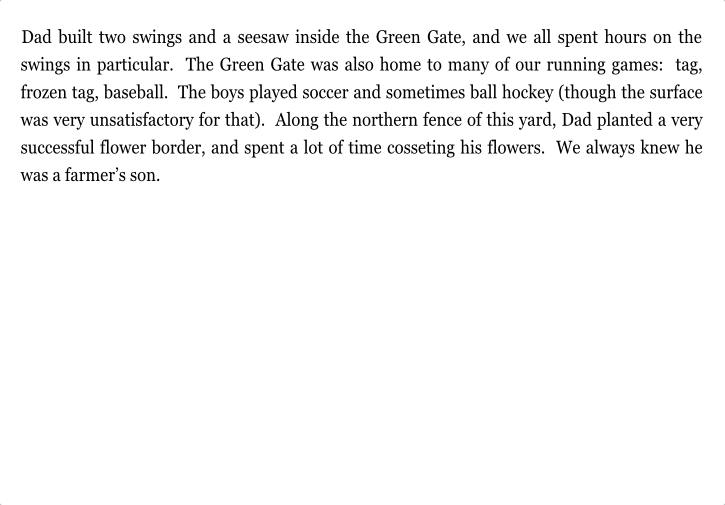 Dad built two swings and a seesaw inside the Green Gate, and we all spent hours on the
swings in particular.  The Green Gate was also home to many of our running games:  tag,
frozen tag, baseball.  The boys played soccer and sometimes ball hockey (though the surface
was very unsatisfactory for that).  Along the northern fence of this yard, Dad planted a very
successful flower border, and spent a lot of time cosseting his flowers.  We always knew he
was a farmer’s son.